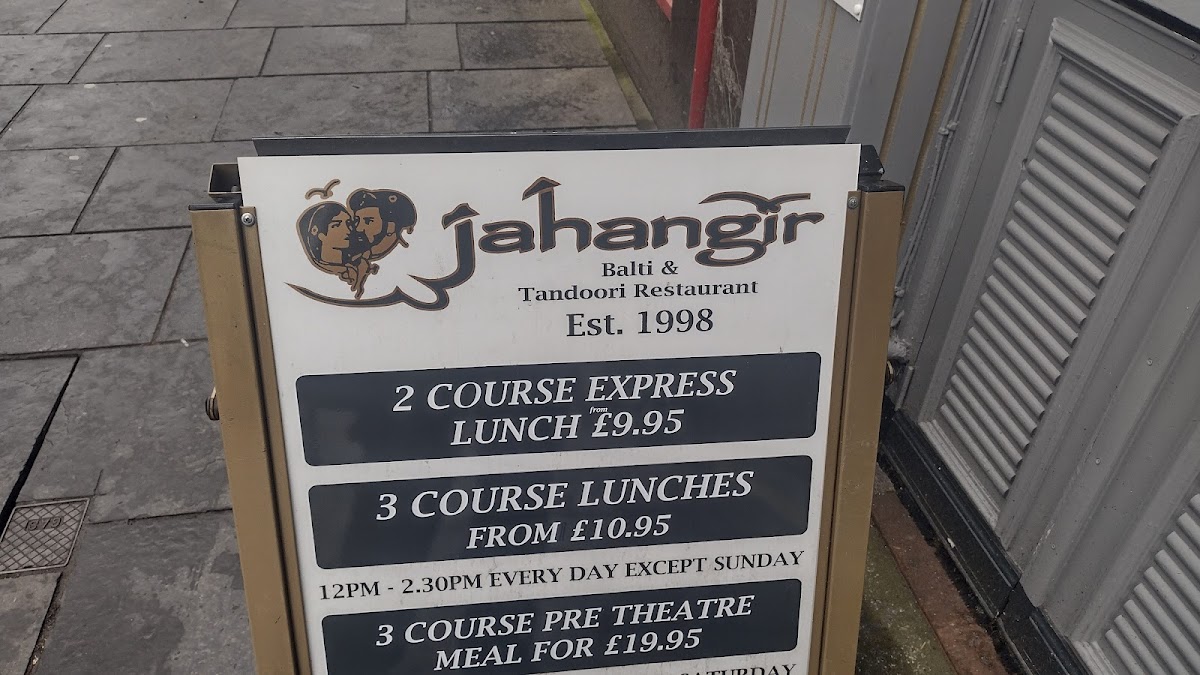 jahangir
Balti &
Tandoori Restaurant
Est. 1998
2 COURSE EXPRESS
LUNCH from £9.95
3 COURSE LUNCHES
FROM £10.95
12PM - 2.30PM EVERY DAY EXCEPT SUNDAY
3 COURSE PRE THEATRE
MEAL FOR £19.95
SATURDAY